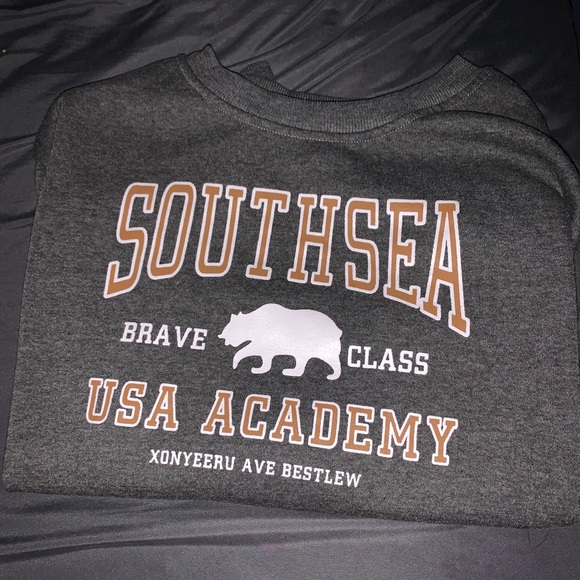 SOUTHSEA
BRAVE CLASS
USA ACADEMY
XONYEERU AVE BESTLEW